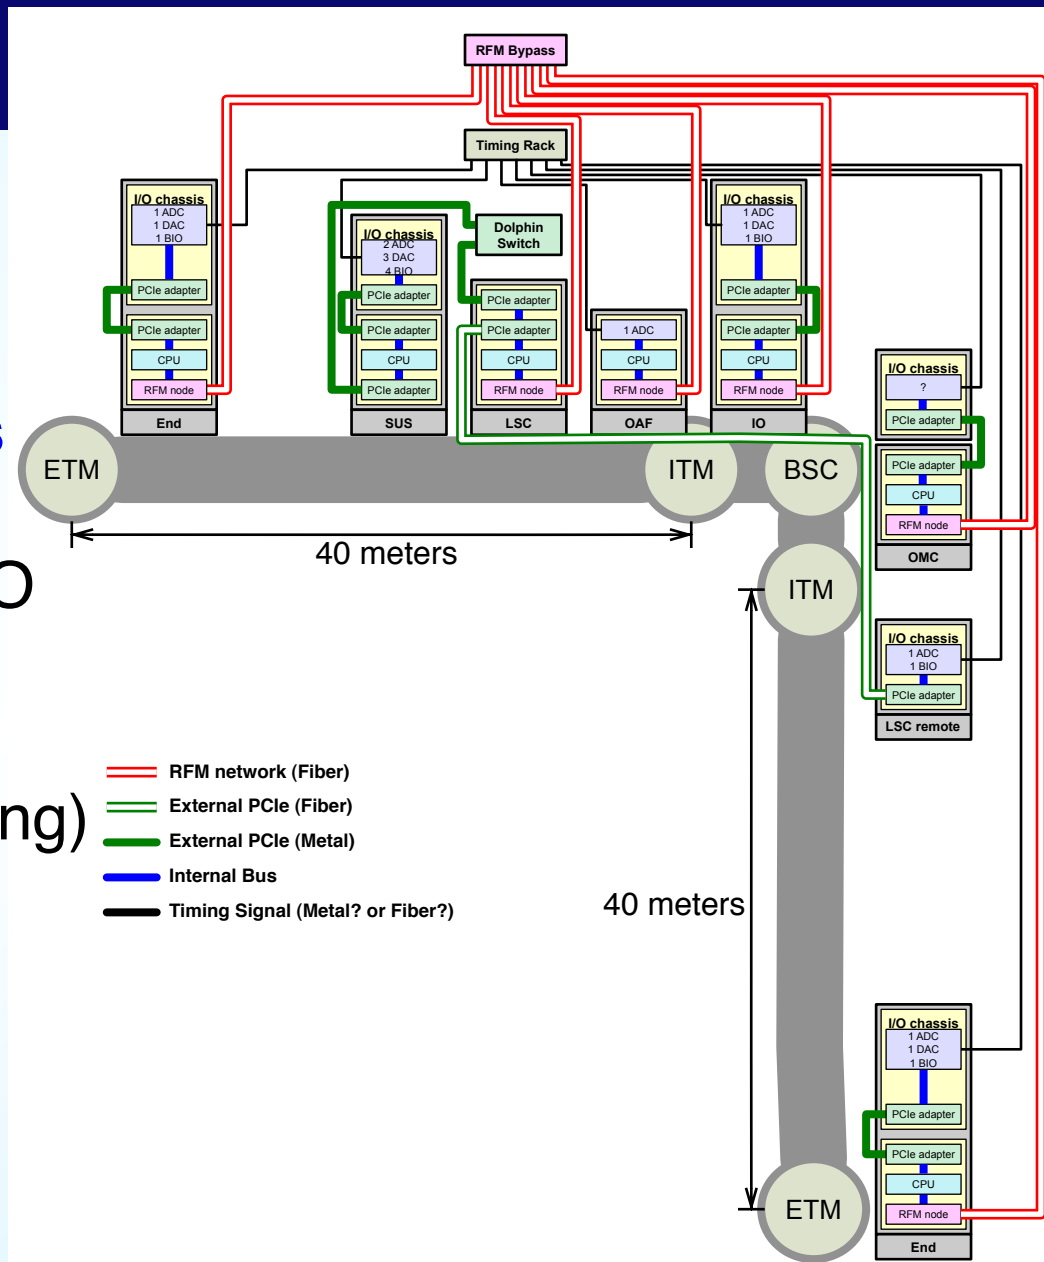 RFM Bypass
Timing Rack
I/O chassis
1 ADC
1 DAC
1 BIO
PCIe adapter
PCIe adapter
CPU
RFM node
End
I/O chassis
2 ADC
3 DAC
4 BIO
PCIe adapter
PCIe adapter
CPU
PCIe adapter
SUS
Dolphin
Switch
PCIe adapter
PCIe adapter
CPU
RFM node
LSC
1 ADC
CPU
RFM node
OAF
I/O chassis
1 ADC
1 DAC
1 BIO
PCIe adapter
PCIe adapter
CPU
RFM node
IO
I/O chassis
?
PCIe adapter
PCIe adapter
CPU
RFM node
OMC
s
ETM
ITM
BSC
40 meters
O
ITM
I/O chassis
1 ADC
1 BIO
PCIe adapter
LSC remote
ng)
RFM network (Fiber)
External PCIe (Fiber)
External PCIe (Metal)
Internal Bus
Timing Signal (Metal? or Fiber?)
40 meters
I/O chassis
1 ADC
1 DAC
1 BIO
PCIe adapter
PCIe adapter
CPU
RFM node
End
ETM